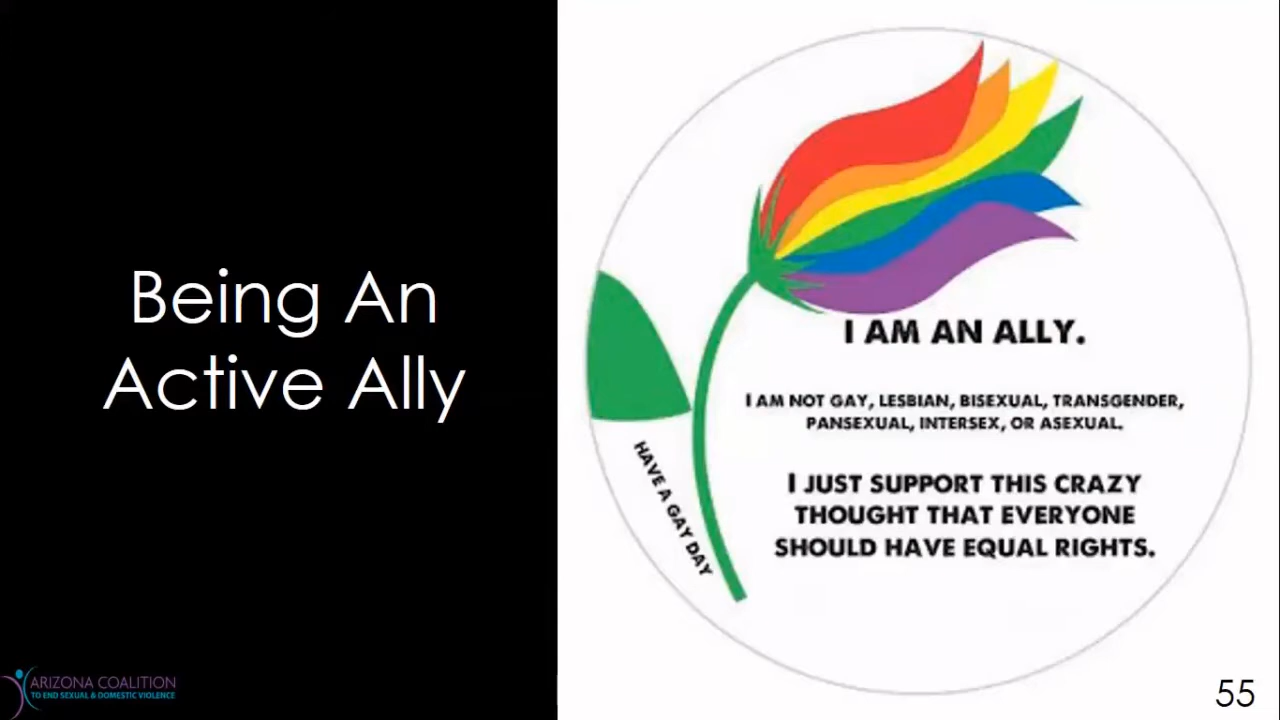 Being An
Active Ally
I AM AN ALLY.
I AM NOT GAY, LESBIAN, BISEXUAL, TRANSGENDER,
PANSEXUAL, INTERSEX, OR ASEXUAL.
I JUST SUPPORT THIS CRAZY
THOUGHT THAT EVERYONE
SHOULD HAVE EQUAL RIGHTS.
HAVE A GAY DAY
ARIZONA COALITION
TO END SEXUAL & DOMESTIC VIOLENCE
55